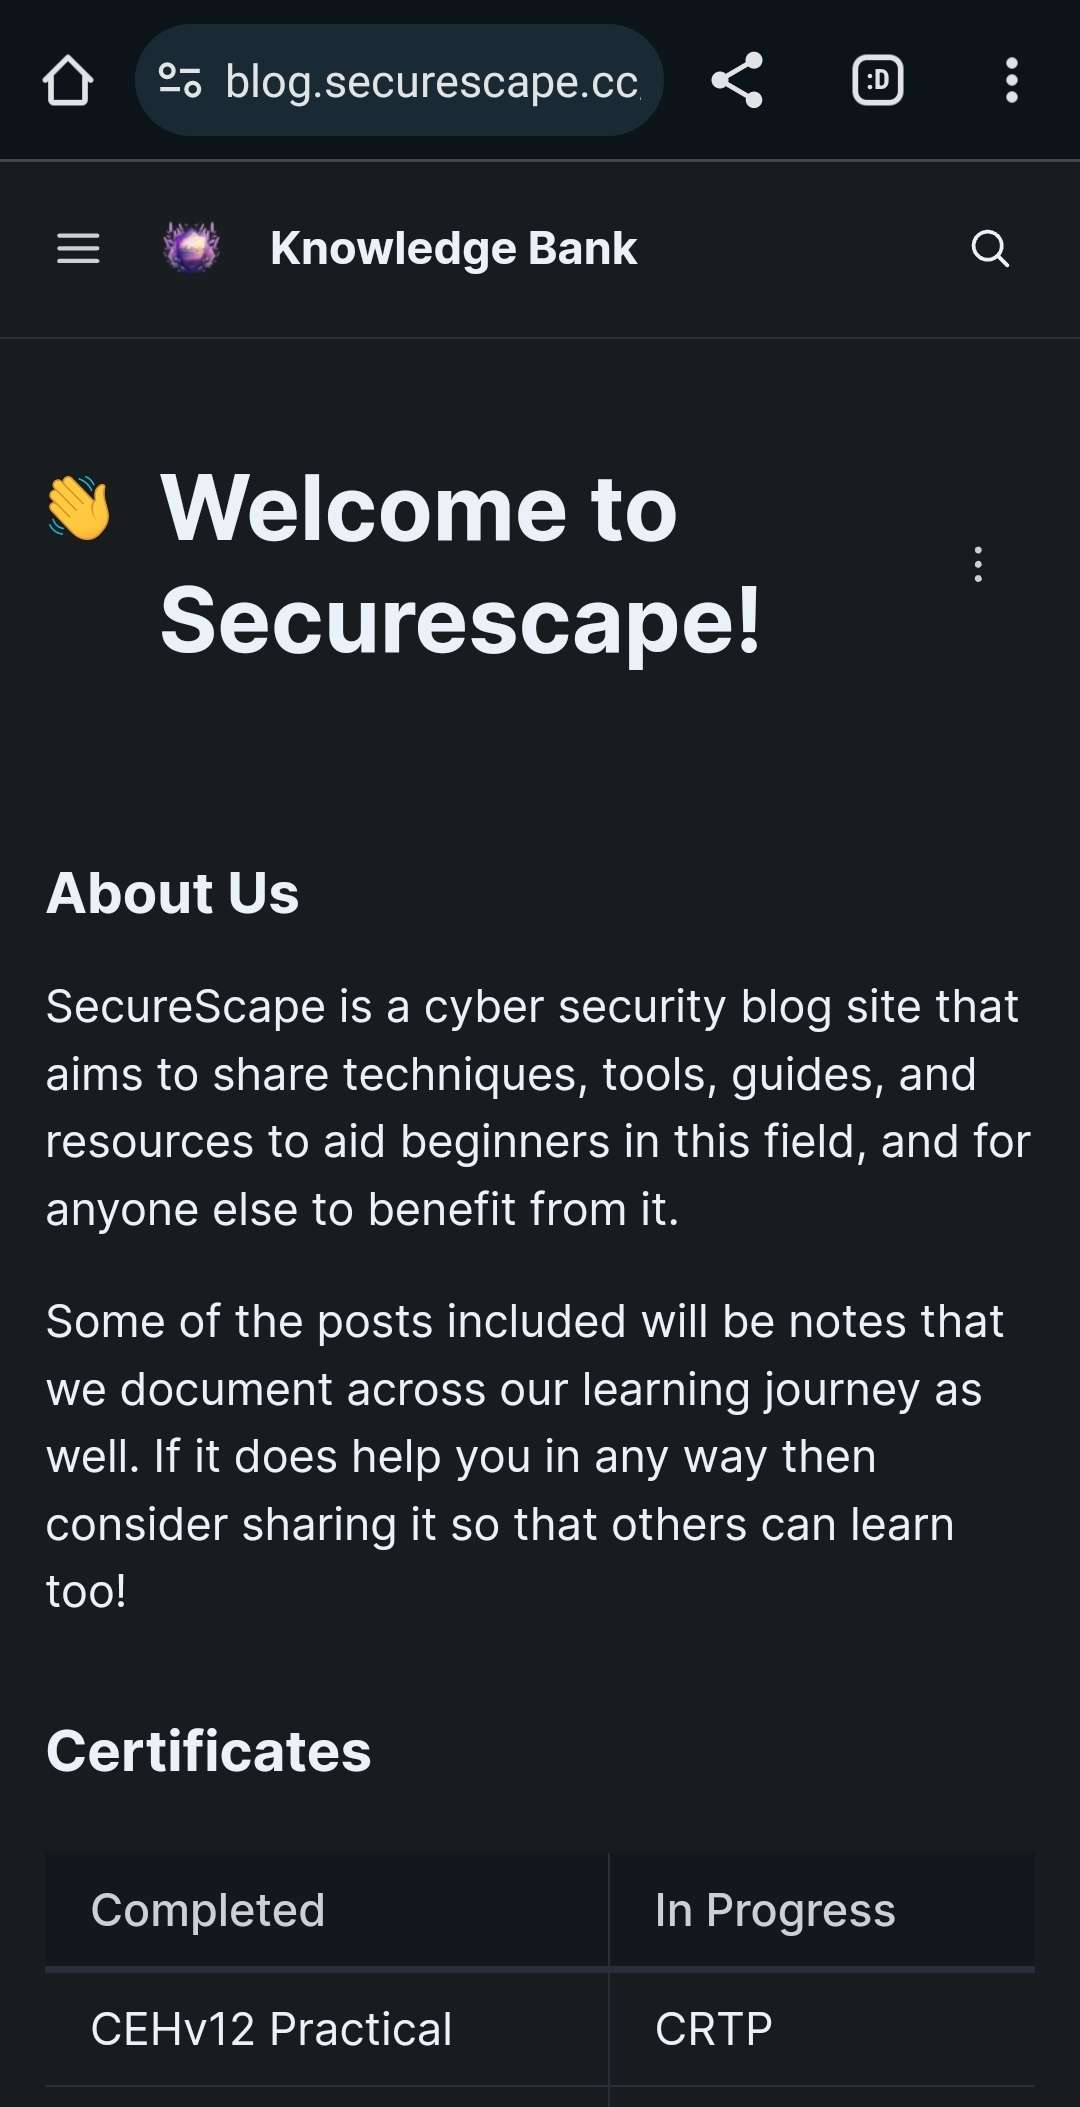 blog.securescape.cc
:D
Knowledge Bank
Welcome to
Securescape!
About Us
SecureScape is a cyber security blog site that
aims to share techniques, tools, guides, and
resources to aid beginners in this field, and for
anyone else to benefit from it.
Some of the posts included will be notes that
we document across our learning journey as
well. If it does help you in any way then
consider sharing it so that others can learn
too!
Certificates
Completed
In Progress
CEHv12 Practical
CRTP